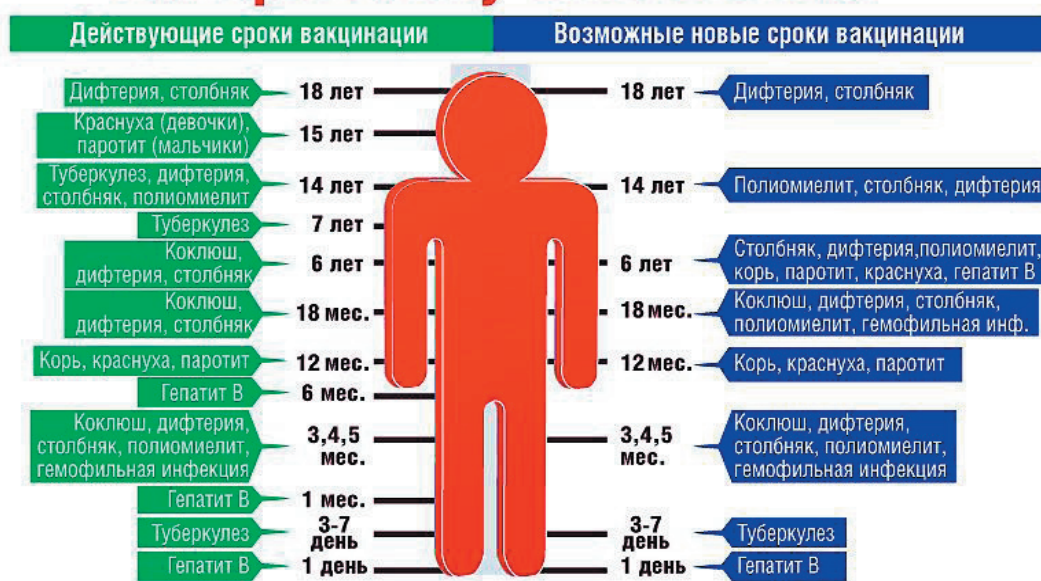 Действующие сроки вакцинации
Возможные новые сроки вакцинации
Дифтерия, столбняк
18 лет
18 лет
Дифтерия, столбняк
Краснуха (девочки),
паротит (мальчики)
15 лет
Туберкулез, дифтерия,
столбняк, полиомиелит
14 лет
14 лет
Полиомиелит, столбняк, дифтерия
Туберкулез
7 лет
Коклюш,
дифтерия, столбняк
6 лет
6 лет
Столбняк, дифтерия,полиомиелит,
корь, паротит, краснуха, гепатит В
Коклюш,
дифтерия, столбняк
18 мес.
18 мес.
Коклюш, дифтерия, столбняк,
полиомиелит, гемофильная инф.
Корь, краснуха, паротит
12 мес.
12 мес.
Корь, краснуха, паротит
Гепатит В
6 мес.
Коклюш, дифтерия,
столбняк, полиомиелит,
гемофильная инфекция
3,4,5
мес.
3,4,5
мес.
Коклюш, дифтерия,
столбняк, полиомиелит,
гемофильная инфекция
Гепатит В
1 мес.
Туберкулез
3-7
день
3-7
день
Туберкулез
Гепатит В
1 день
1 день
Гепатит В